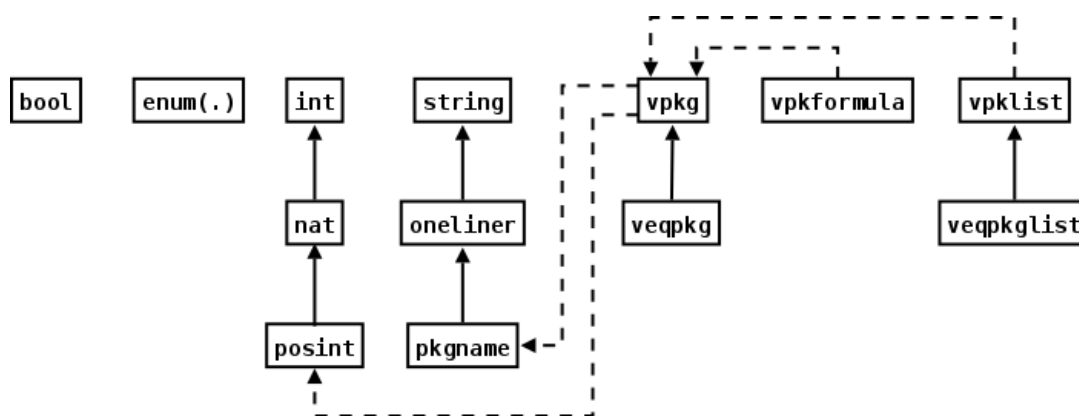 bool
enum(.)
int
string
vpkg
vpkformula
vpklist
nat
oneliner
veqpkg
veqpkglist
posint
pkgname